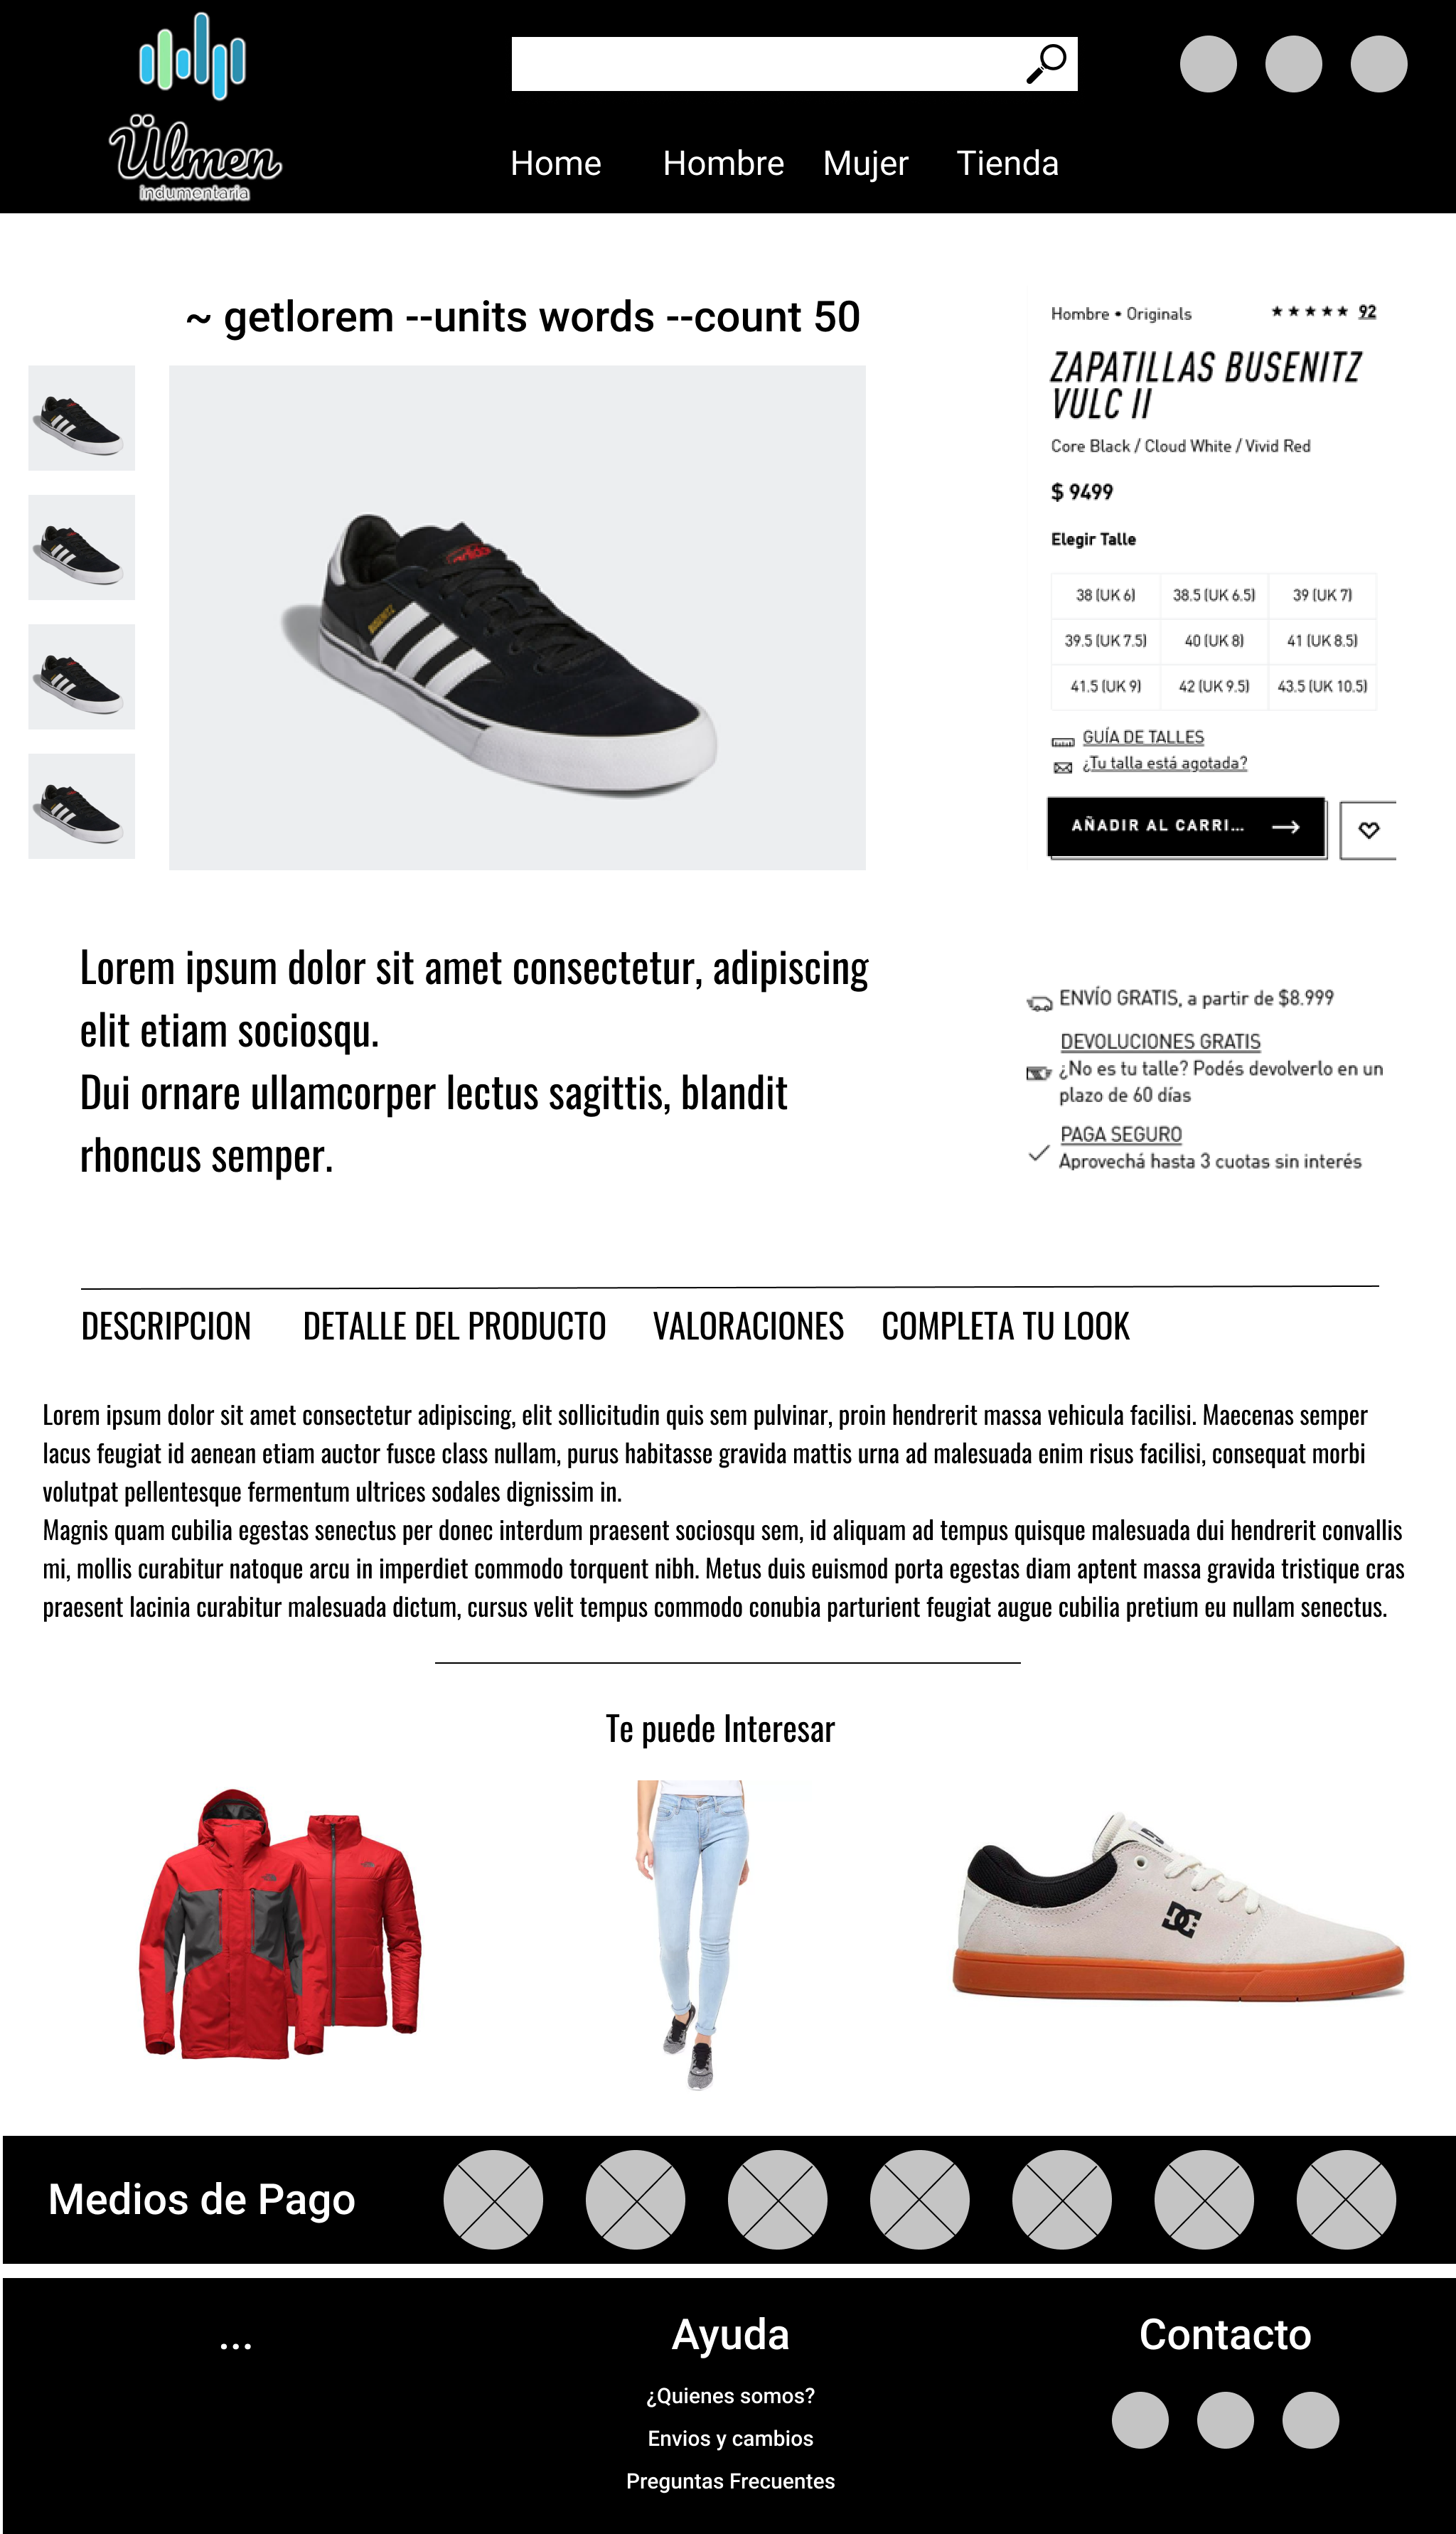 Ülmen
indumentaria
Home Hombre Mujer Tienda
~ getlorem --units words --count 50
Hombre • Originals ★★★★★ 92
ZAPATILLAS BUSENITZ
VULC II
Core Black / Cloud White / Vivid Red
$ 9499
Elegir Talle
38 (UK 6) 38.5 (UK 6.5) 39 (UK 7)
39.5 (UK 7.5) 40 (UK 8) 41 (UK 8.5)
41.5 (UK 9) 42 (UK 9.5) 43.5 (UK 10.5)
GUÍA DE TALLES
¿Tu talla está agotada?
AÑADIR AL CARRI...
Lorem ipsum dolor sit amet consectetur, adipiscing
elit etiam sociosqu.
Dui ornare ullamcorper lectus sagittis, blandit
rhoncus semper.
ENVÍO GRATIS, a partir de $8.999
DEVOLUCIONES GRATIS
¿No es tu talle? Podés devolverlo en un
plazo de 60 días
PAGA SEGURO
Aprovechá hasta 3 cuotas sin interés
DESCRIPCION DETALLE DEL PRODUCTO VALORACIONES COMPLETA TU LOOK
Lorem ipsum dolor sit amet consectetur adipiscing, elit sollicitudin quis sem pulvinar, proin hendrerit massa vehicula facilisi. Maecenas semper
lacus feugiat id aenean etiam auctor fusce class nullam, purus habitasse gravida mattis urna ad malesuada enim risus facilisi, consequat morbi
volutpat pellentesque fermentum ultrices sodales dignissim in.
Magnis quam cubilia egestas senectus per donec interdum praesent sociosqu sem, id aliquam ad tempus quisque malesuada dui hendrerit convallis
mi, mollis curabitur natoque arcu in imperdiet commodo torquent nibh. Metus duis euismod porta egestas diam aptent massa gravida tristique cras
praesent lacinia curabitur malesuada dictum, cursus velit tempus commodo conubia parturient feugiat augue cubilia pretium eu nullam senectus.
Te puede Interesar
Medios de Pago
... Ayuda Contacto
¿Quienes somos?
Envios y cambios
Preguntas Frecuentes